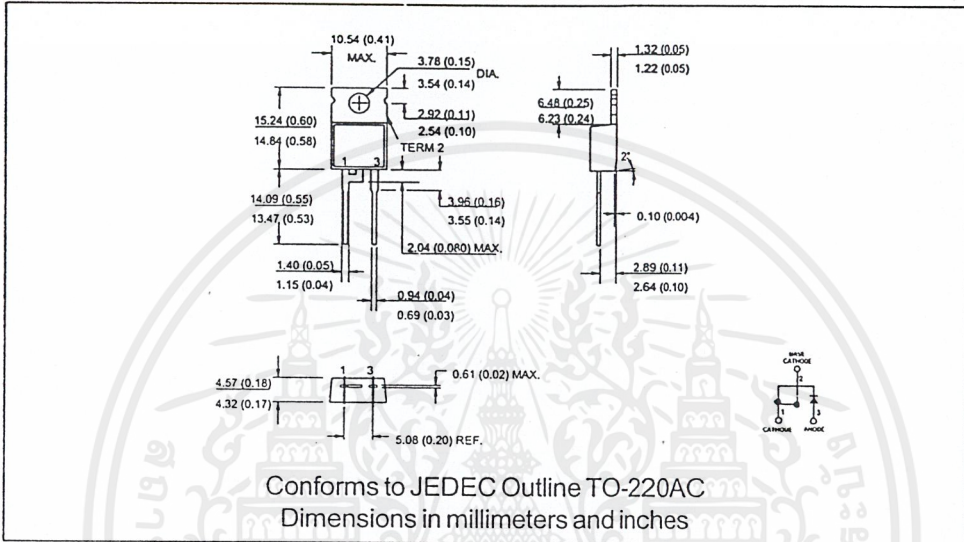 10.54 (0.41)
MAX.
3.78 (0.15)
3.54 (0.14)
DIA.
2.92 (0.11)
2.54 (0.10)
TERM 2
15.24 (0.60)
14.84 (0.58)
1 3
14.09 (0.55)
13.47 (0.53)
3.96 (0.16)
3.55 (0.14)
2.04 (0.080) MAX.
1.40 (0.05)
1.15 (0.04)
0.94 (0.04)
0.69 (0.03)
1.32 (0.05)
1.22 (0.05)
6.48 (0.25)
6.23 (0.24)
2°
0.10 (0.004)
2.89 (0.11)
2.64 (0.10)
4.57 (0.18)
4.32 (0.17)
1 3
0.61 (0.02) MAX.
5.08 (0.20) REF.
BASE
CATHODE
2
1 3
CATHODE ANODE
Conforms to JEDEC Outline TO-220AC
Dimensions in millimeters and inches